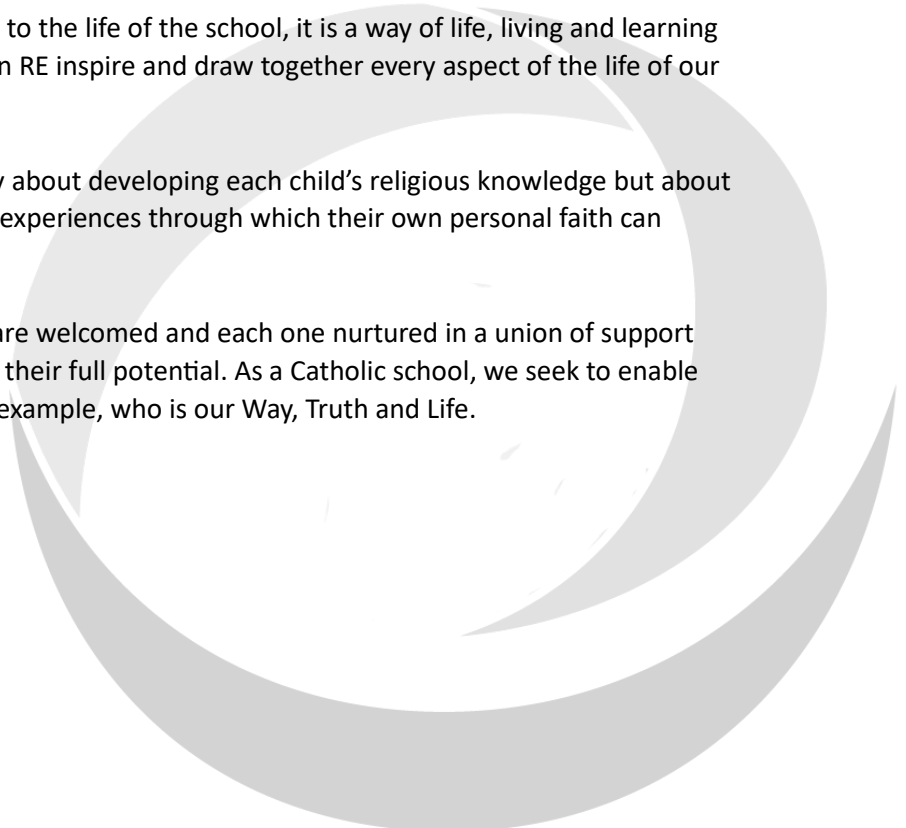 to the life of the school, it is a way of life, living and learning
n RE inspire and draw together every aspect of the life of our
about developing each child’s religious knowledge but about
experiences through which their own personal faith can
are welcomed and each one nurtured in a union of support
their full potential. As a Catholic school, we seek to enable
example, who is our Way, Truth and Life.